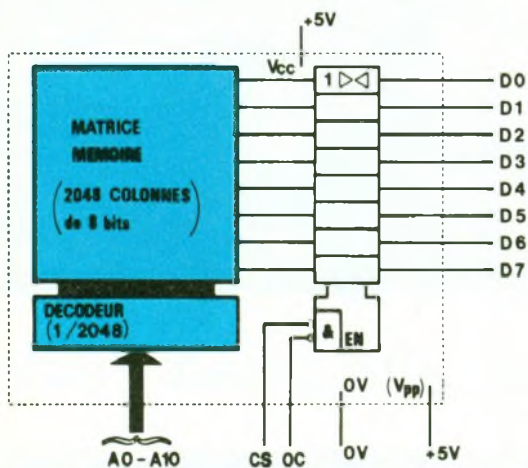 +5V
Vcc
1
D0
D1
D2
D3
D4
D5
D6
D7
MATRICE
MEMOIRE
(2048 COLONNES
de 8 bits)
DECODEUR
(1/2048)
&
EN
0V (Vpp)
A0-A10
CS OC
0V
+5V